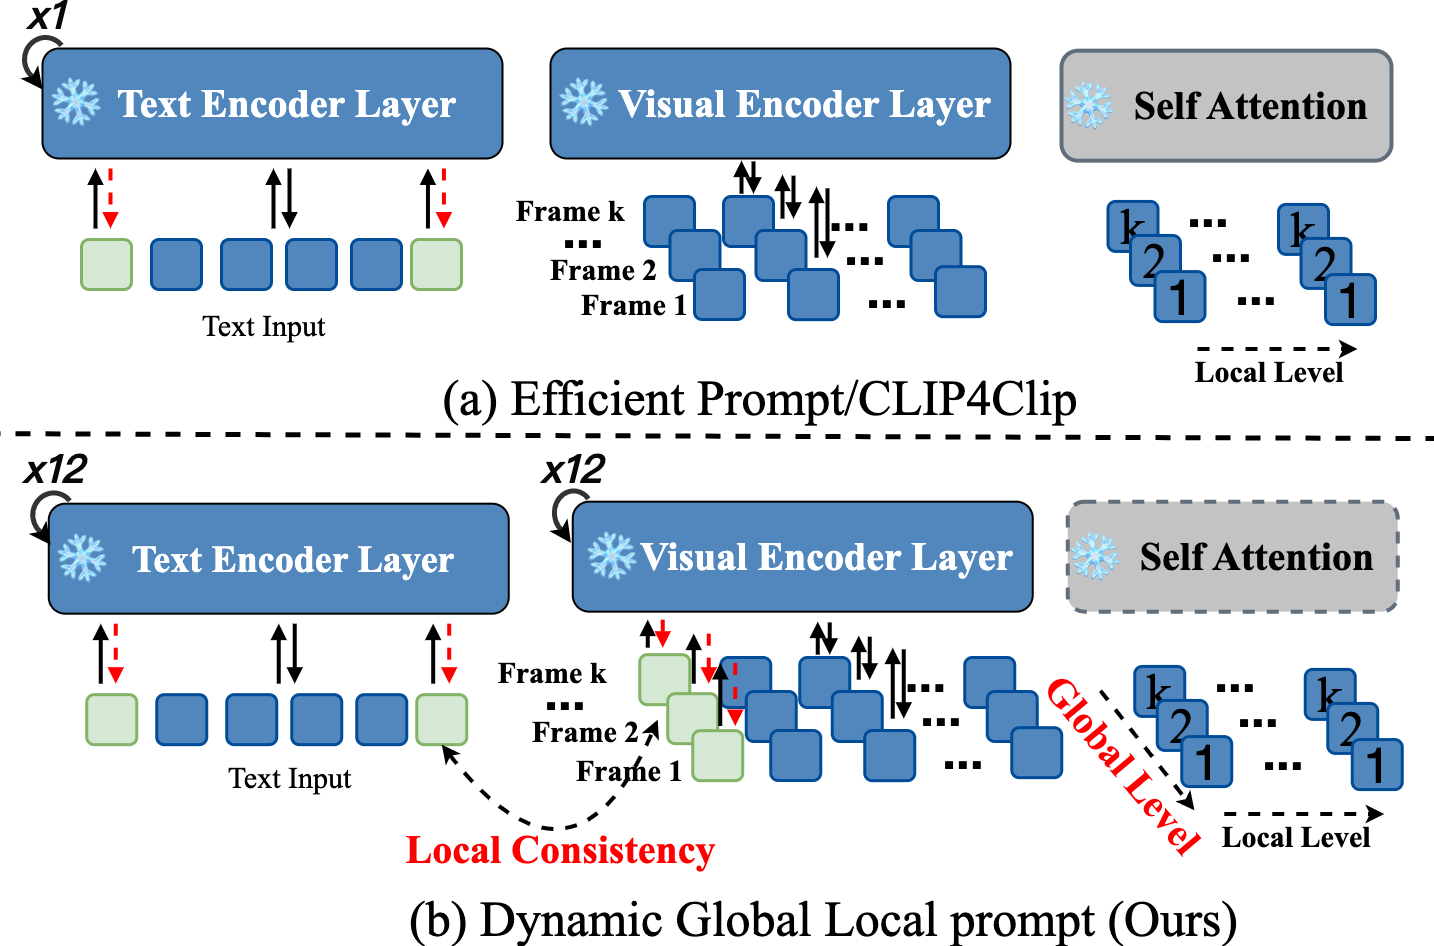 x1
Text Encoder Layer
Visual Encoder Layer
Self Attention
Frame k
...
Frame 2
Frame 1
...
...
...
Text Input
k ... k
2 ... 2
1 ... 1
Local Level
(a) Efficient Prompt/CLIP4Clip
x12
x12
Text Encoder Layer
Visual Encoder Layer
Self Attention
Frame k
...
Frame 2
Frame 1
...
...
...
Text Input
Local Consistency
Global Level
k ... k
2 ... 2
1 ... 1
Local Level
(b) Dynamic Global Local prompt (Ours)